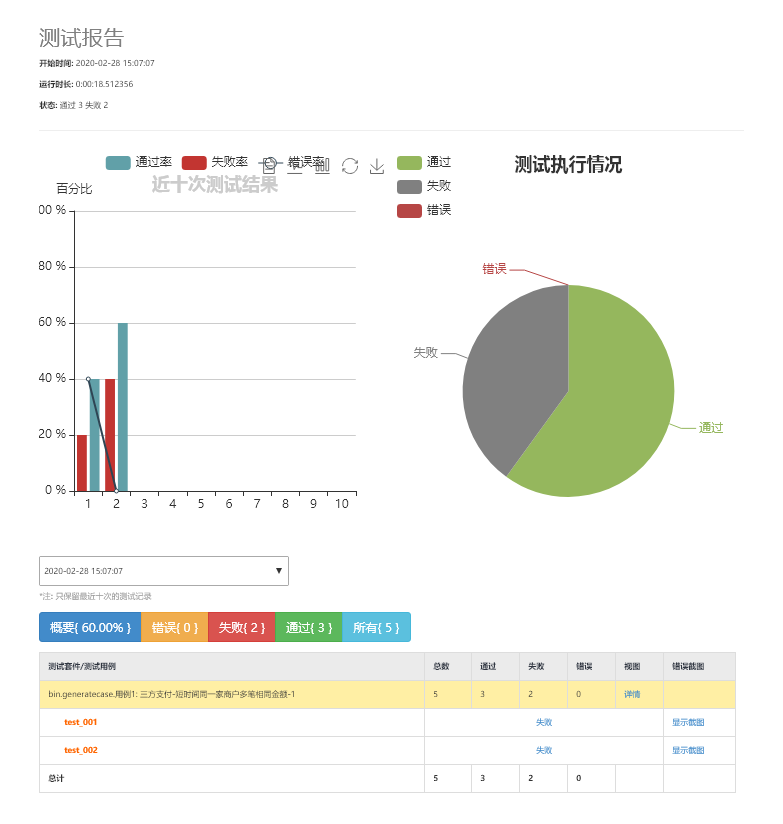 测试报告
开始时间: 2020-02-28 15:07:07
运行时长: 0:00:18.512356
状态: 通过 3 失败 2
通过率 失败率 错误率
近十次测试结果
百分比
00 %
80 %
60 %
40 %
20 %
0 %
1 2 3 4 5 6 7 8 9 10
通过
失败
错误
测试执行情况
错误
失败
通过
2020-02-28 15:07:07
*注: 只保留最近十次的测试记录
概要{ 60.00% } 错误{ 0 } 失败{ 2 } 通过{ 3 } 所有{ 5 }
测试套件/测试用例 总数 通过 失败 错误 视图 错误截图
bin.generatecase.用例1: 三方支付-短时间同一家商户多笔相同金额-1 5 3 2 0 详情
test_001 失败 显示截图
test_002 失败 显示截图
总计 5 3 2 0